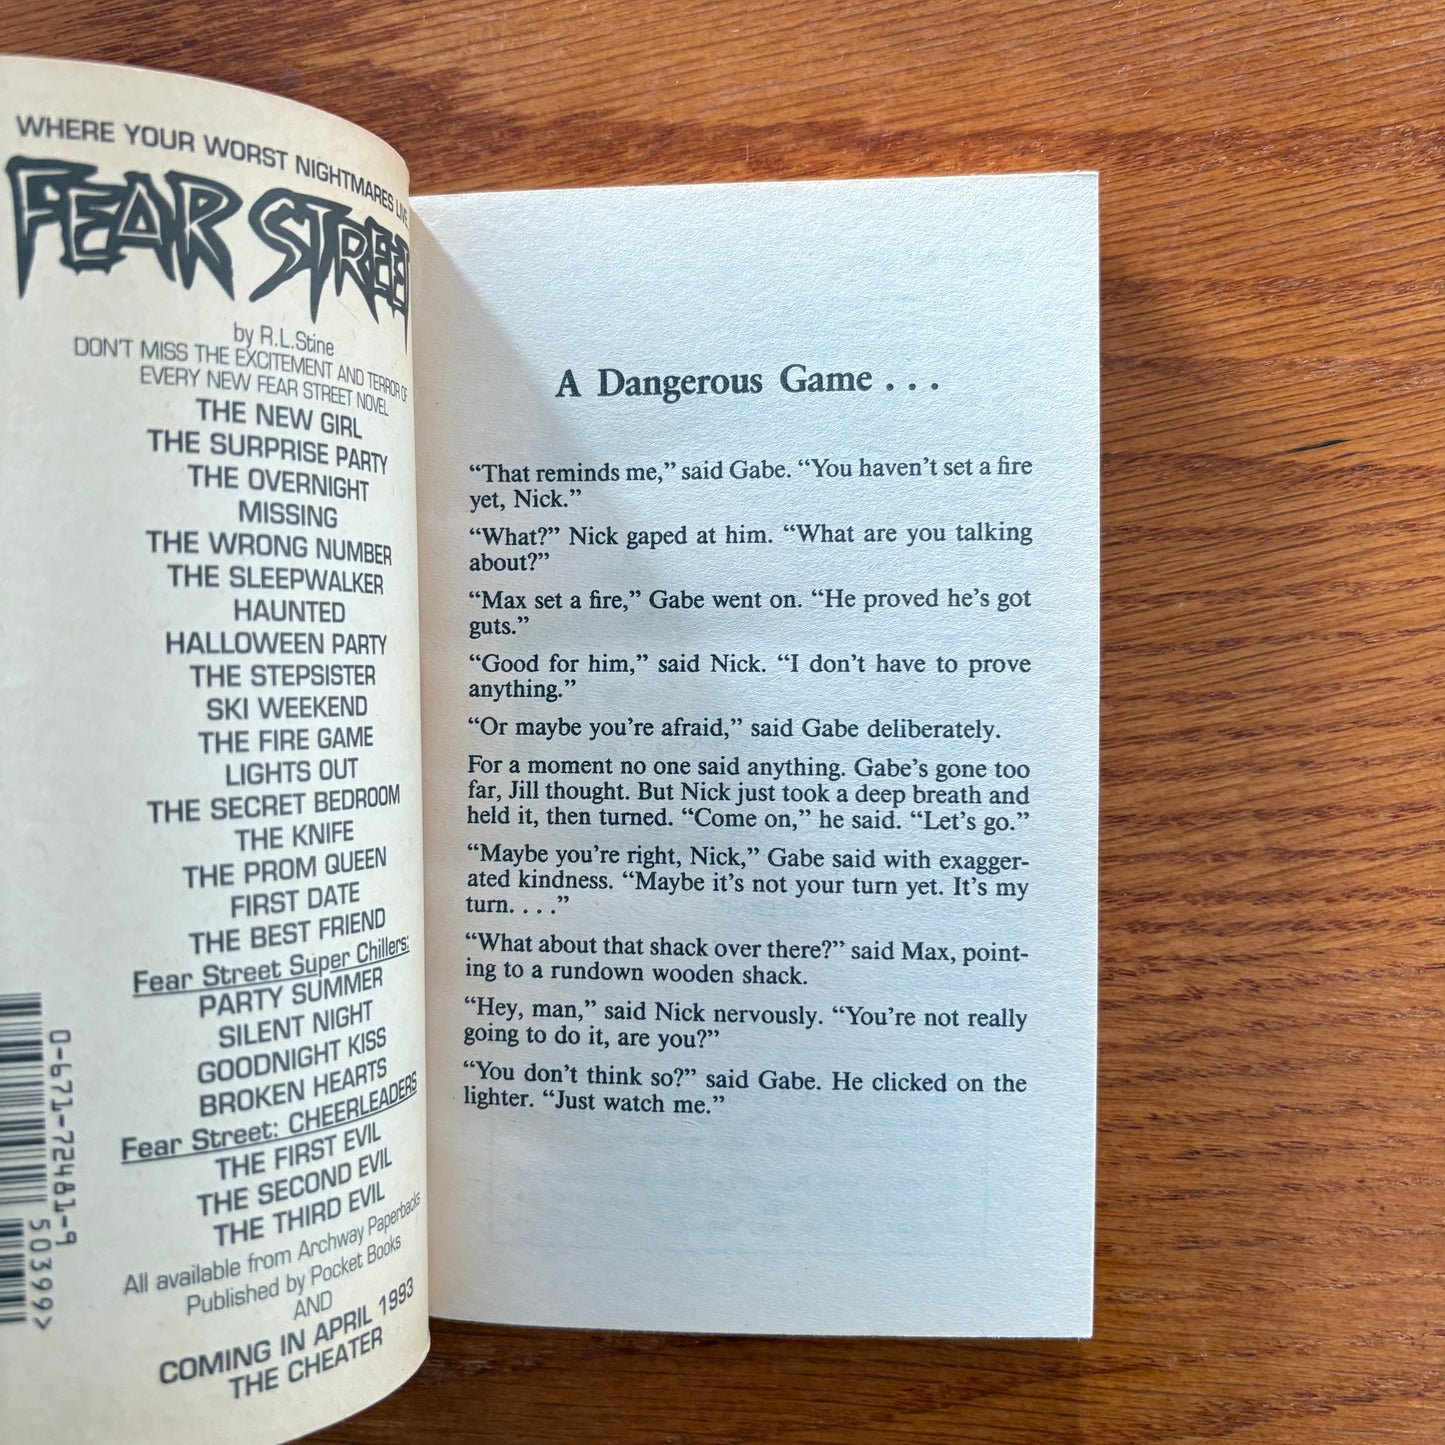 WHERE YOUR WORST NIGHTMARES LIVE
FEAR STREET
by R.L.Stine
DON'T MISS THE EXCITEMENT AND TERROR OF
EVERY NEW FEAR STREET NOVEL
THE NEW GIRL
THE SURPRISE PARTY
THE OVERNIGHT
MISSING
THE WRONG NUMBER
THE SLEEPWALKER
HAUNTED
HALLOWEEN PARTY
THE STEPSISTER
SKI WEEKEND
THE FIRE GAME
LIGHTS OUT
THE SECRET BEDROOM
THE KNIFE
THE PROM QUEEN
FIRST DATE
THE BEST FRIEND
Fear Street Super Chillers:
PARTY SUMMER
SILENT NIGHT
GOODNIGHT KISS
BROKEN HEARTS
Fear Street: CHEERLEADERS
THE FIRST EVIL
THE SECOND EVIL
THE THIRD EVIL
All available from Archway Paperbacks
Published by Pocket Books
AND
COMING IN APRIL 1993
THE CHEATER
0-671-72481-9
50399>
A Dangerous Game . . .
“That reminds me,” said Gabe. “You haven’t set a fire
yet, Nick.”
“What?” Nick gaped at him. “What are you talking
about?”
“Max set a fire,” Gabe went on. “He proved he’s got
guts.”
“Good for him,” said Nick. “I don’t have to prove
anything.”
“Or maybe you’re afraid,” said Gabe deliberately.
For a moment no one said anything. Gabe’s gone too
far, Jill thought. But Nick just took a deep breath and
held it, then turned. “Come on,” he said. “Let’s go.”
“Maybe you’re right, Nick,” Gabe said with exagger-
ated kindness. “Maybe it’s not your turn yet. It’s my
turn. . . .”
“What about that shack over there?” said Max, point-
ing to a rundown wooden shack.
“Hey, man,” said Nick nervously. “You’re not really
going to do it, are you?”
“You don’t think so?” said Gabe. He clicked on the
lighter. “Just watch me.”